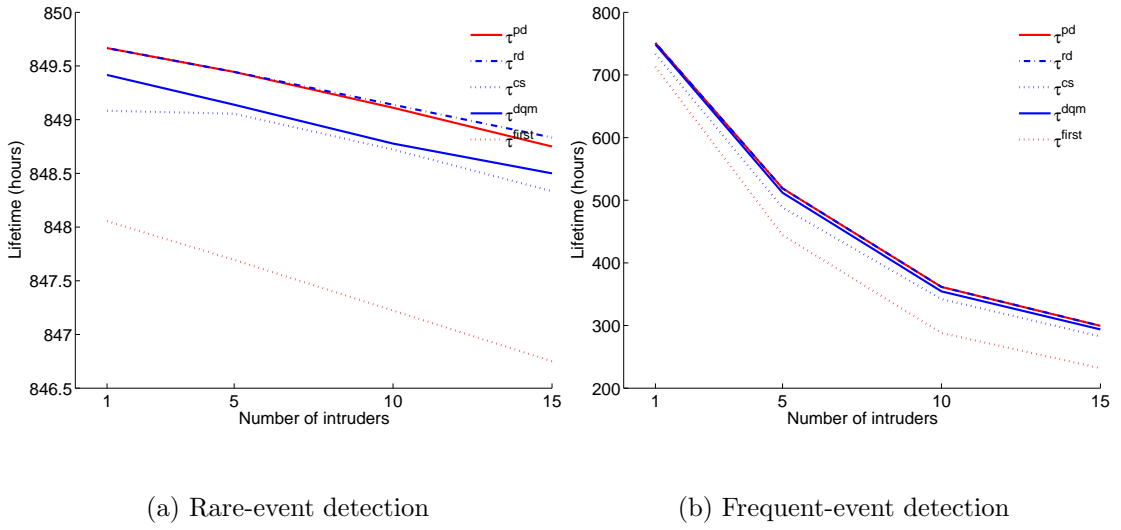 850
849.5
849
848.5
848
847.5
847
846.5
Lifetime (hours)
1 5 10 15
Number of intruders
τ^pd
τ^rd
τ^cs
τ^dqm
τ^first
(a) Rare-event detection
800
700
600
500
400
300
200
Lifetime (hours)
1 5 10 15
Number of intruders
τ^pd
τ^rd
τ^cs
τ^dqm
τ^first
(b) Frequent-event detection